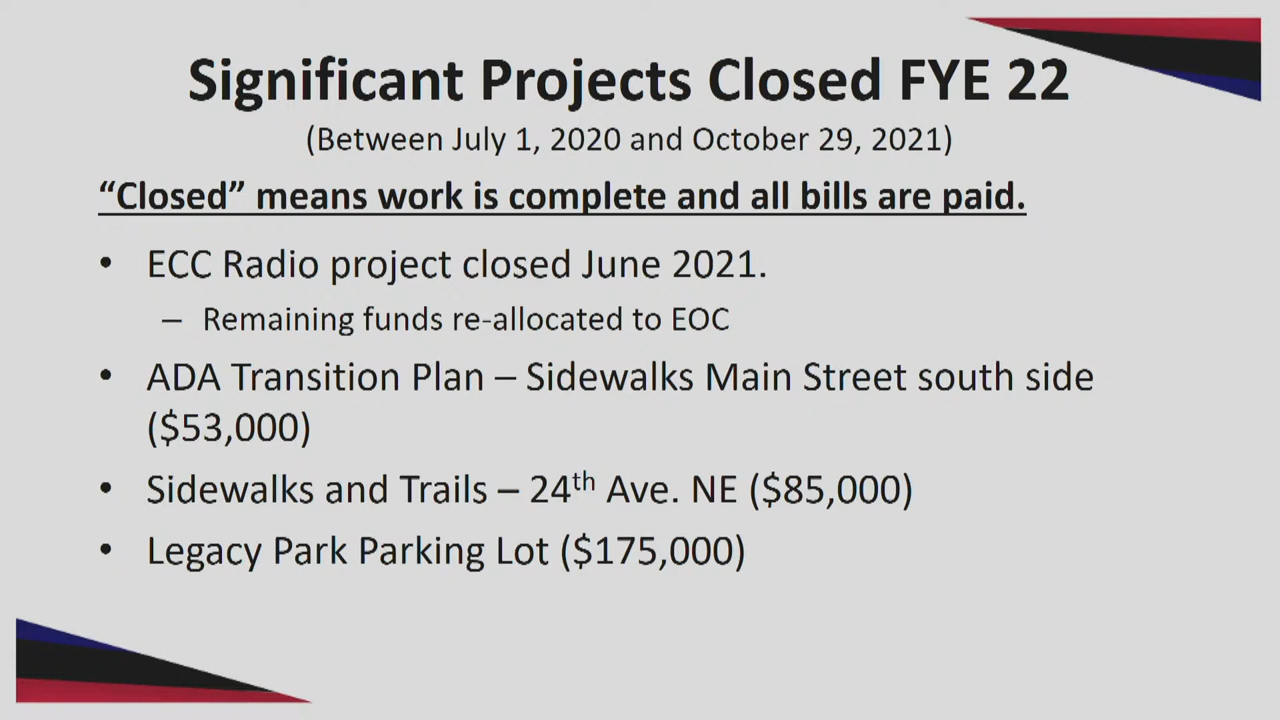 Significant Projects Closed FYE 22
(Between July 1, 2020 and October 29, 2021)
“Closed” means work is complete and all bills are paid.
• ECC Radio project closed June 2021.
– Remaining funds re-allocated to EOC
• ADA Transition Plan – Sidewalks Main Street south side
($53,000)
• Sidewalks and Trails – 24th Ave. NE ($85,000)
• Legacy Park Parking Lot ($175,000)